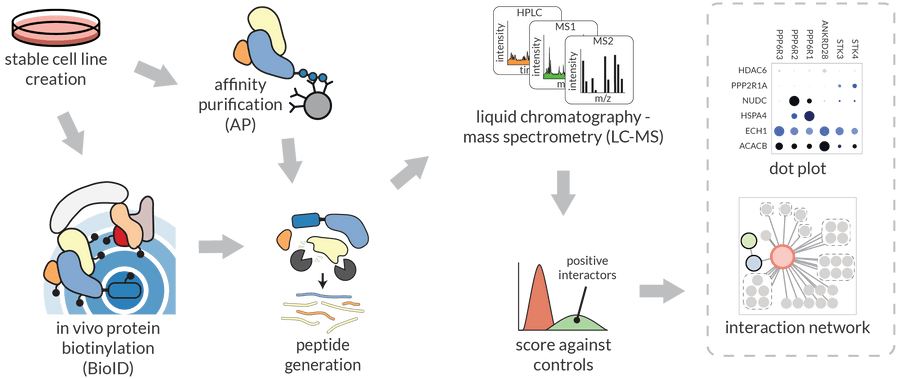 stable cell line
creation
affinity
purification
(AP)
in vivo protein
biotinylation
(BioID)
peptide
generation
HPLC
intensity
tim
MS1
intensity
m
MS2
intensity
m/z
liquid chromatography -
mass spectrometry (LC-MS)
positive
interactors
score against
controls
PPP6R3
PPP6R2
PPP6R1
ANKRD28
STK3
STK4
HDAC6
PPP2R1A
NUDC
HSPA4
ECH1
ACACB
dot plot
interaction network